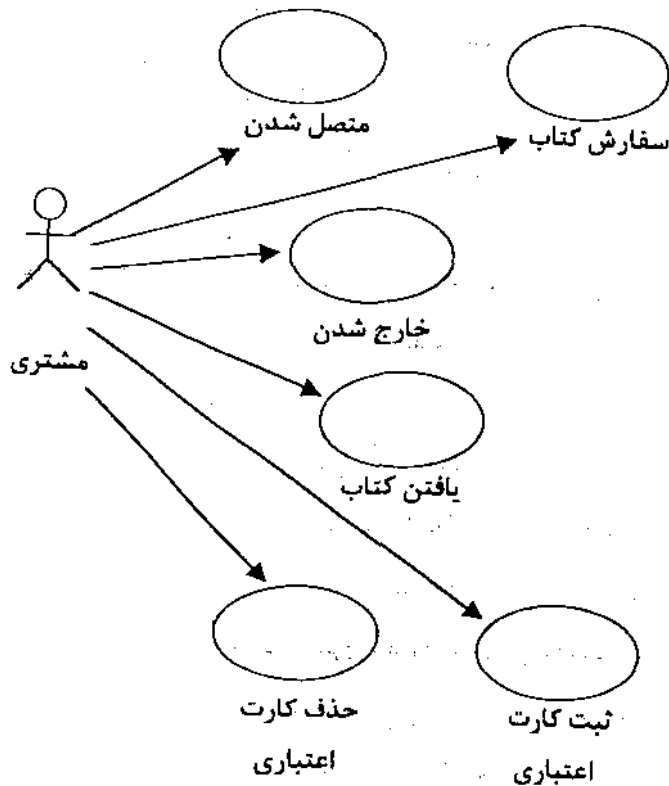 متصل شدن
سفارش کتاب
خارج شدن
مشتری
یافتن کتاب
حذف کارت
اعتباری
ثبت کارت
اعتباری